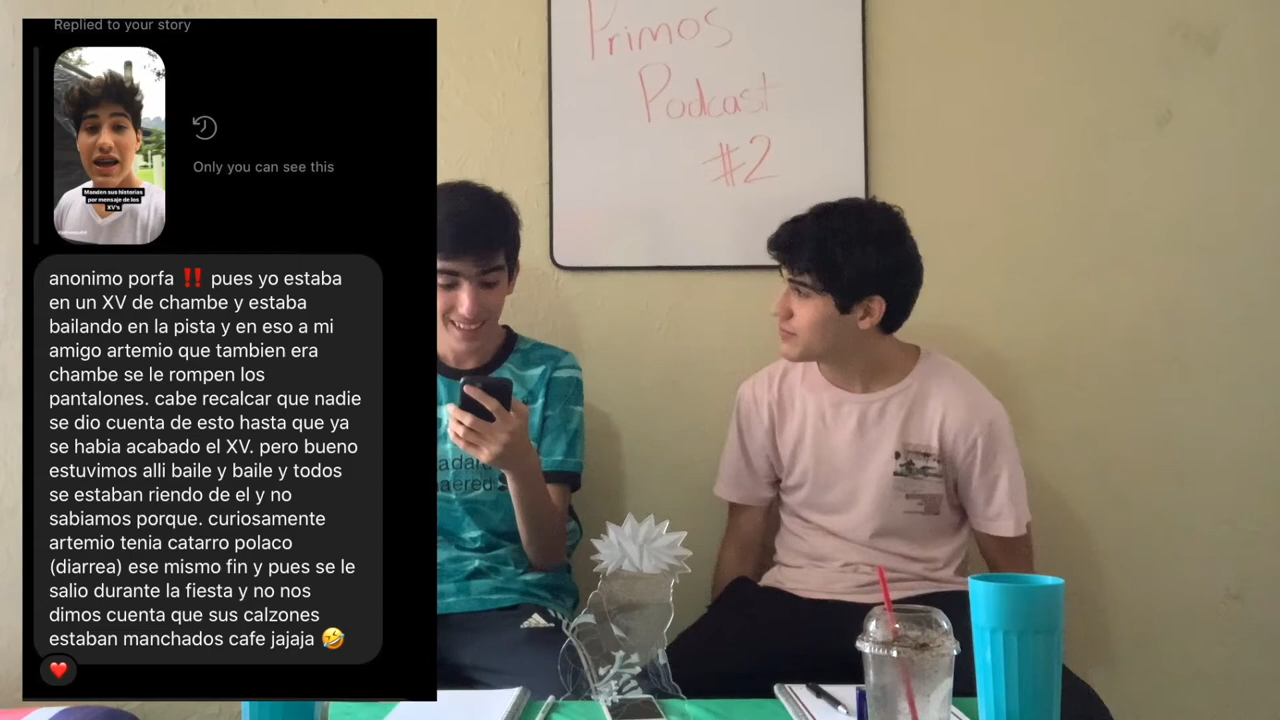 Replied to your story
Only you can see this
Manden sus historias
por mensaje de los
XV's
anonimo porfa ‼️ pues yo estaba
en un XV de chambe y estaba
bailando en la pista y en eso a mi
amigo artemio que tambien era
chambe se le rompen los
pantalones. cabe recalcar que nadie
se dio cuenta de esto hasta que ya
se habia acabado el XV. pero bueno
estuvimos alli baile y baile y todos
se estaban riendo de el y no
sabiamos porque. curiosamente
artemio tenia catarro polaco
(diarrea) ese mismo fin y pues se le
salio durante la fiesta y no nos
dimos cuenta que sus calzones
estaban manchados cafe jajaja 🤣
Primos
Podcast
#2